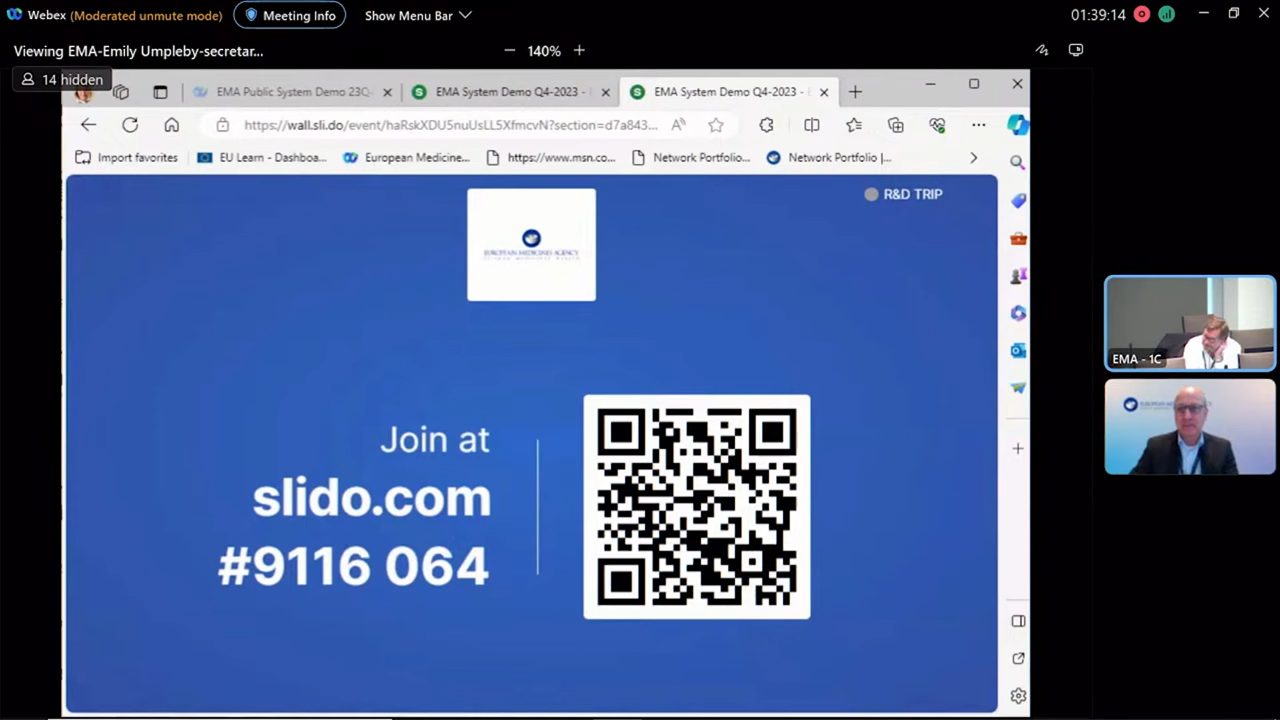 Webex (Moderated unmute mode) Meeting Info Show Menu Bar 01:39:14
Viewing EMA-Emily Umpleby-secretar... 140%
14 hidden
EMA Public System Demo 23Q EMA System Demo Q4-2023 - EMA System Demo Q4-2023 -
https://wall.sli.do/event/haRskXDU5nuUsLL5XfmcvN?section=d7a843...
Import favorites EU Learn - Dashboa... European Medicine... https://www.msn.co... Network Portfolio... Network Portfolio |...
R&D TRIP
EUROPEAN MEDICINES AGENCY
Join at
slido.com
#9116 064
EMA - 1C